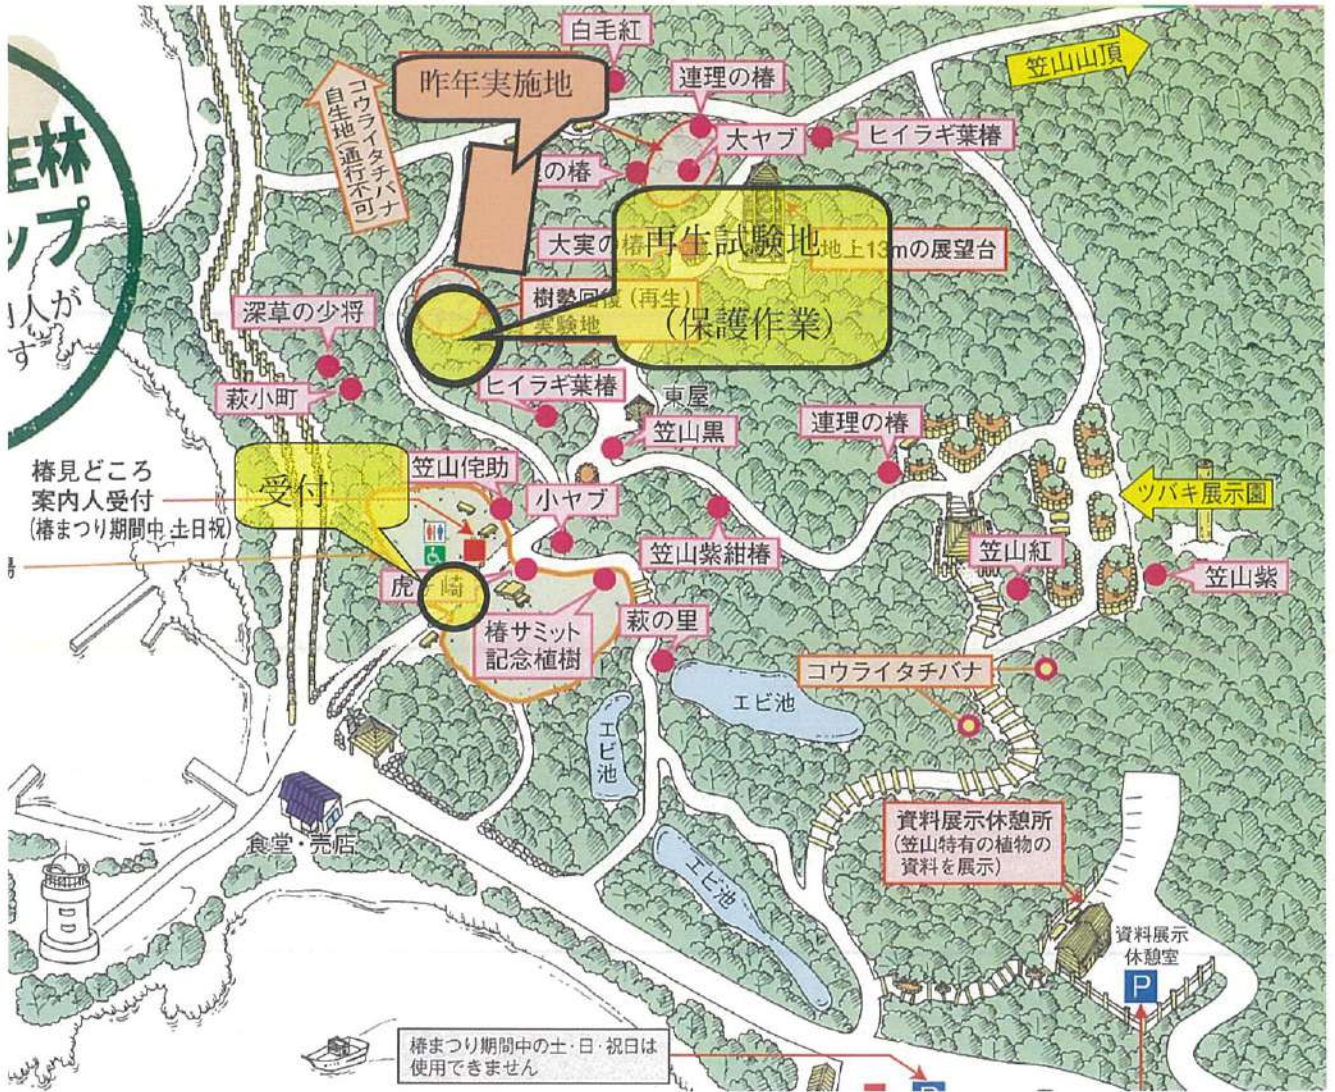 白毛紅
笠山山頂
昨年実施地
連理の椿
コウライタチバナ
自生地(通行不可)
大ヤブ
ヒイラギ葉椿
の椿
生林
ップ
大実の椿
再生試験地
地上13mの展望台
人が
す
樹勢回復(再生)
実験地
(保護作業)
深草の少将
萩小町
ヒイラギ葉椿
東屋
笠山黒
連理の椿
椿見どころ
案内人受付
(椿まつり期間中 土日祝)
受付
笠山侘助
小ヤブ
ツバキ展示園
笠山紫紺椿
笠山紅
笠山紫
虎ヶ崎
椿サミット
記念植樹
萩の里
コウライタチバナ
エビ池
エビ池
食堂・売店
資料展示休憩所
(笠山特有の植物の
資料を展示)
エビ池
資料展示
休憩室
P
椿まつり期間中の土・日・祝日は
使用できません
P